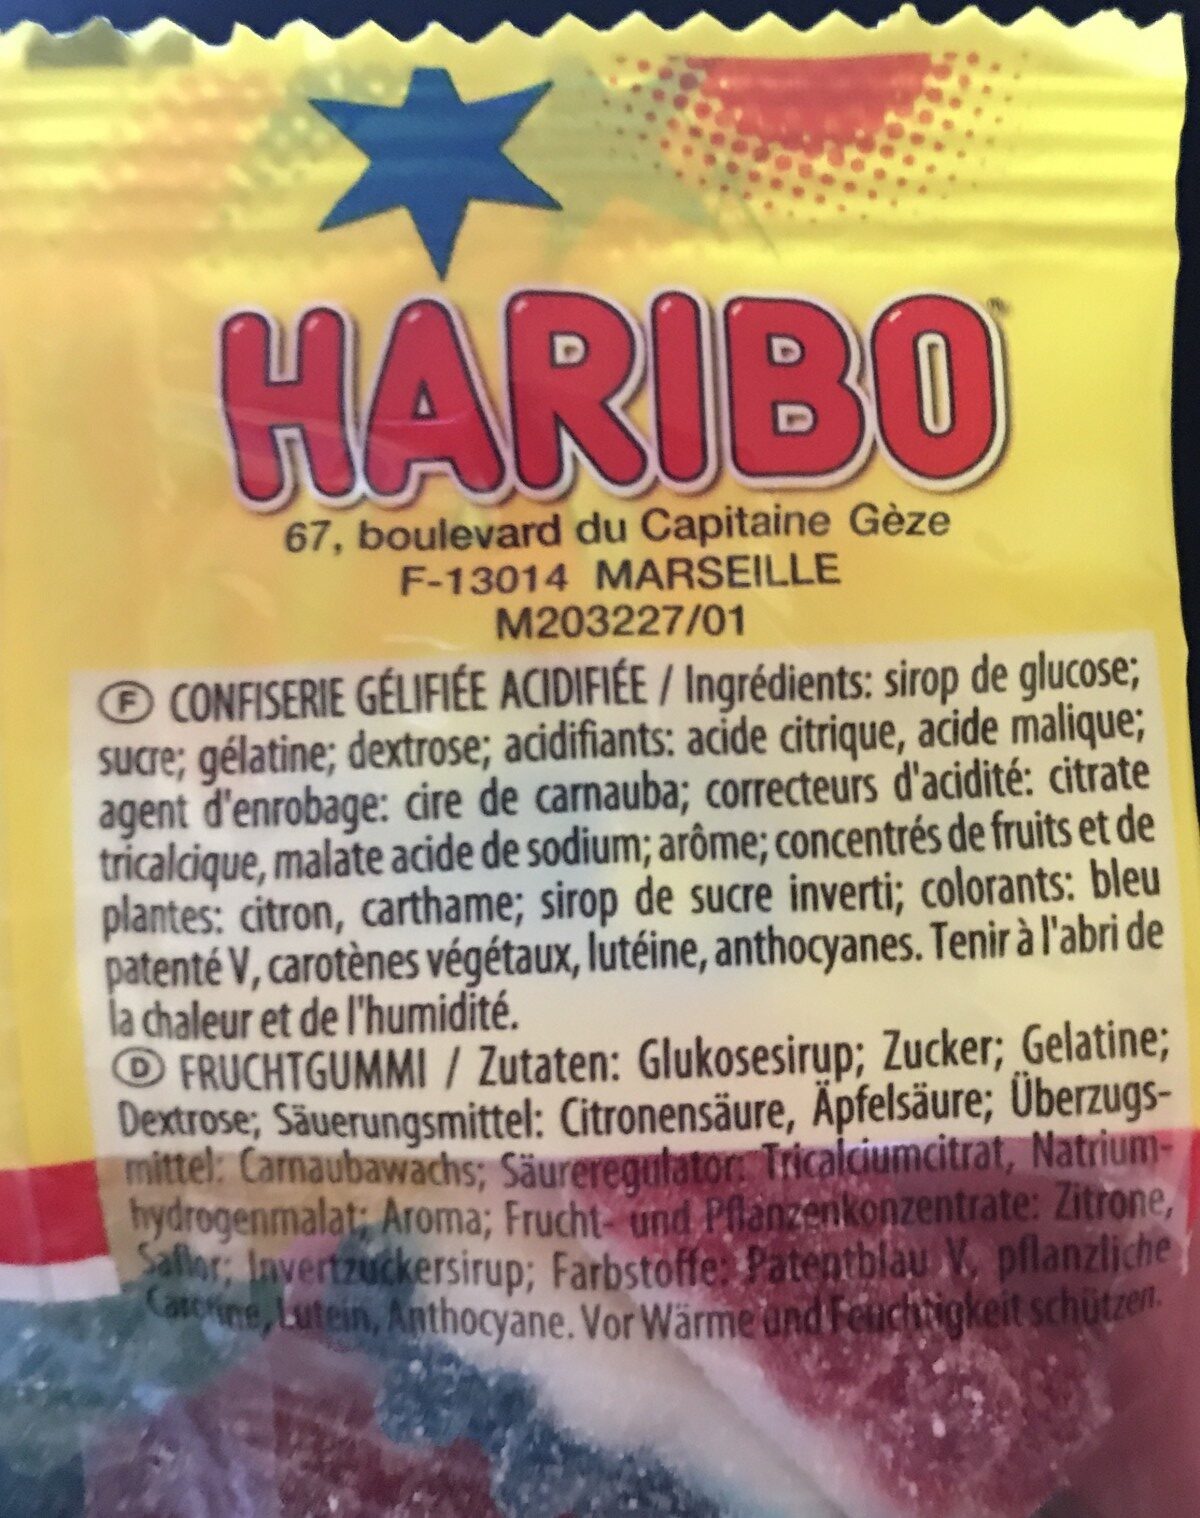 HARIBO
67, boulevard du Capitaine Gèze
F-13014 MARSEILLE
M203227/01
F CONFISERIE GÉLIFIÉE ACIDIFIÉE / Ingrédients: sirop de glucose;
sucre; gélatine; dextrose; acidifiants: acide citrique, acide malique;
agent d'enrobage: cire de carnauba; correcteurs d'acidité: citrate
tricalcique, malate acide de sodium; arôme; concentrés de fruits et de
plantes: citron, carthame; sirop de sucre inverti; colorants: bleu
patenté V, carotènes végétaux, lutéine, anthocyanes. Tenir à l'abri de
la chaleur et de l'humidité.
D FRUCHTGUMMI / Zutaten: Glukosesirup; Zucker; Gelatine;
Dextrose; Säuerungsmittel: Citronensäure, Äpfelsäure; Überzugs-
mittel: Carnaubawachs; Säureregulator: Tricalciumcitrat, Natrium-
hydrogenmalat; Aroma; Frucht- und Pflanzenkonzentrate: Zitrone,
Saflor; Invertzuckersirup; Farbstoffe: Patentblau V, pflanzliche
Carotine, Lutein, Anthocyane. Vor Wärme und Feuchtigkeit schützen.